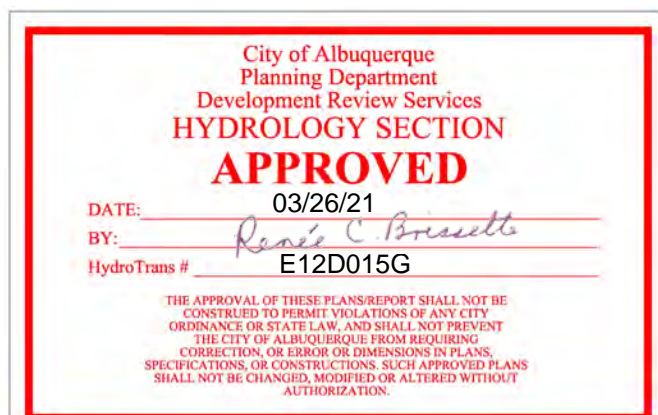 City of Albuquerque
Planning Department
Development Review Services
HYDROLOGY SECTION
APPROVED
DATE: 03/26/21
BY: Renée C. Brissette
HydroTrans # E12D015G
THE APPROVAL OF THESE PLANS/REPORT SHALL NOT BE
CONSTRUED TO PERMIT VIOLATIONS OF ANY CITY
ORDINANCE OR STATE LAW, AND SHALL NOT PREVENT
THE CITY OF ALBUQUERQUE FROM REQUIRING
CORRECTION, OR ERROR OR DIMENSIONS IN PLANS,
SPECIFICATIONS, OR CONSTRUCTIONS. SUCH APPROVED PLANS
SHALL NOT BE CHANGED, MODIFIED OR ALTERED WITHOUT
AUTHORIZATION.